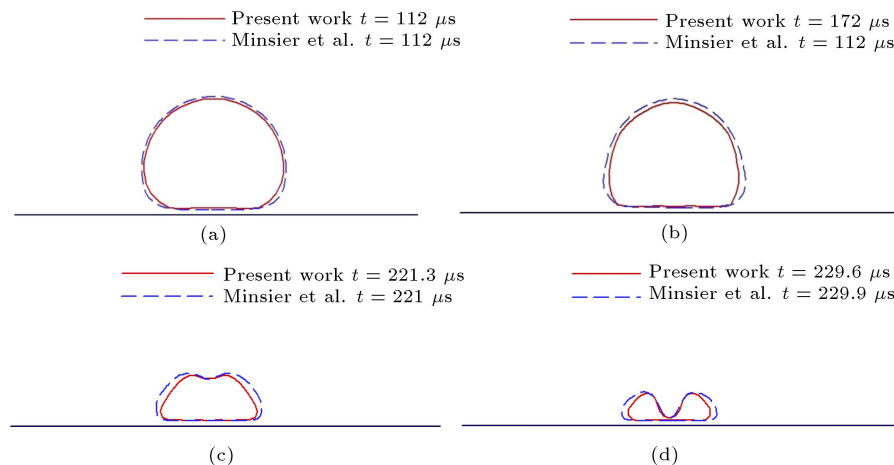 Present work t = 112 μs
Minsier et al. t = 112 μs
Present work t = 172 μs
Minsier et al. t = 112 μs
(a)
(b)
Present work t = 221.3 μs
Minsier et al. t = 221 μs
Present work t = 229.6 μs
Minsier et al. t = 229.9 μs
(c)
(d)